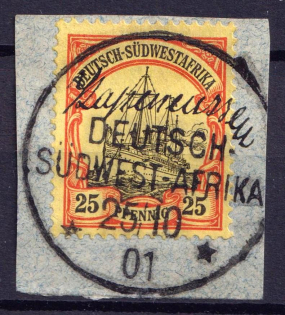 DEUTSCH-SÜDWESTAFRIKA
DEUTSCH-
SÜDWEST-AFRIKA
25 PFENNIG 25
25/10
01